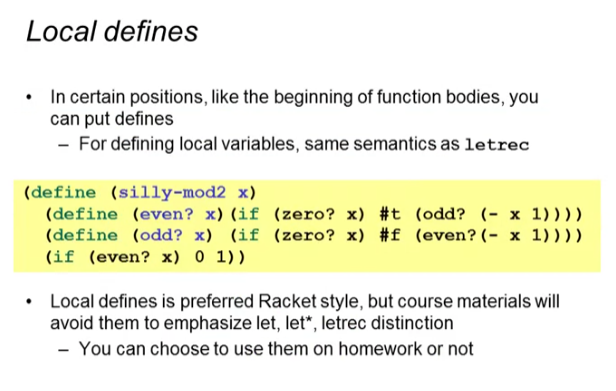 Local defines
• In certain positions, like the beginning of function bodies, you
can put defines
– For defining local variables, same semantics as letrec
(define (silly-mod2 x)
(define (even? x)(if (zero? x) #t (odd? (- x 1))))
(define (odd? x) (if (zero? x) #f (even?(- x 1))))
(if (even? x) 0 1))
• Local defines is preferred Racket style, but course materials will
avoid them to emphasize let, let*, letrec distinction
– You can choose to use them on homework or not